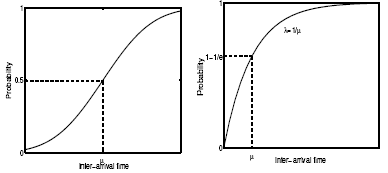 1
0.5
0
Probability
μ
Inter-arrival time
1
1-1/e
0
Probability
λ=1/μ
μ
Inter-arrival time